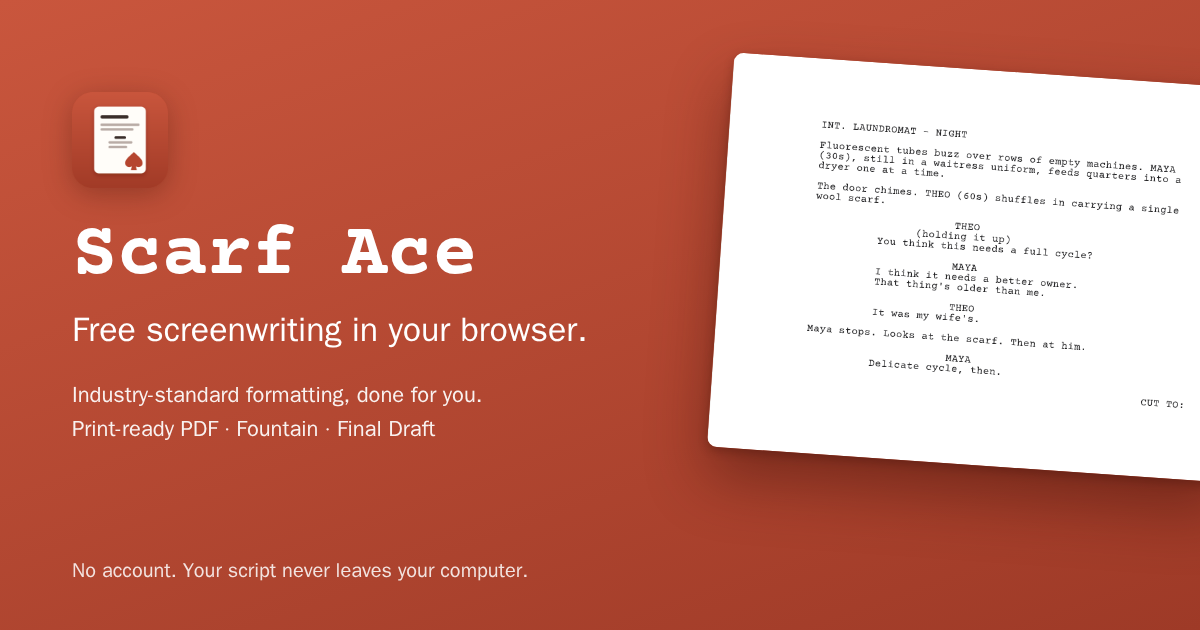 Scarf Ace
Free screenwriting in your browser.
Industry-standard formatting, done for you.
Print-ready PDF · Fountain · Final Draft
No account. Your script never leaves your computer.
INT. LAUNDROMAT - NIGHT
Fluorescent tubes buzz over rows of empty machines. MAYA
(30s), still in a waitress uniform, feeds quarters into a
dryer one at a time.
The door chimes. THEO (60s) shuffles in carrying a single
wool scarf.
THEO
(holding it up)
You think this needs a full cycle?
MAYA
I think it needs a better owner.
That thing's older than me.
THEO
It was my wife's.
Maya stops. Looks at the scarf. Then at him.
MAYA
Delicate cycle, then.
CUT TO: